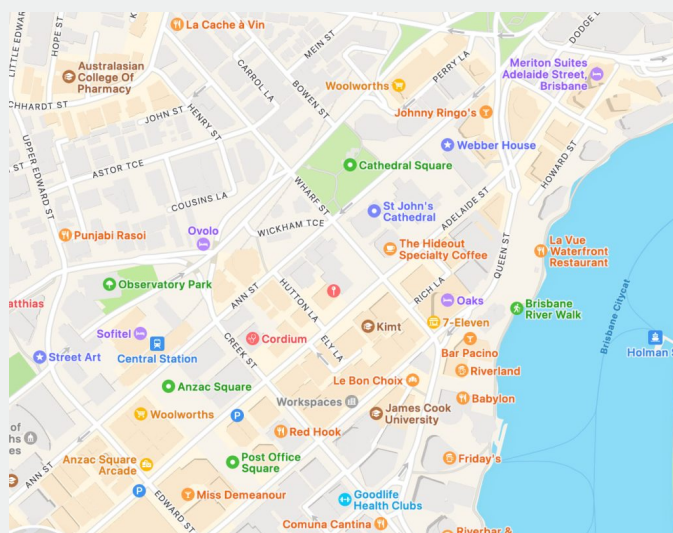 LITTLE EDWAR
HOPE ST
La Cache à Vin
MEIN ST
DODGE L
Australasian
College Of
Pharmacy
CARROL LA
BOWEN ST
Woolworths
PERRY LA
Meriton Suites
Adelaide Street,
Brisbane
CHHARDT ST
JOHN ST
HENRY ST
Johnny Ringo's
UPPER EDWARD ST
ST
ASTOR TCE
Webber House
HOWARD ST
Cathedral Square
COUSINS LA
WHARF ST
St John's
Cathedral
ADELAIDE ST
Punjabi Rasoi
Ovolo
WICKHAM TCE
The Hideout
Specialty Coffee
QUEEN ST
La Vue
Waterfront
Restaurant
Observatory Park
ANN ST
HUTTON LA
RICH LA
Oaks
Brisbane
River Walk
Brisbane Citycat
atthias
Sofitel
Central Station
Street Art
CREEK ST
Cordium
ELY LA
Kimt
7-Eleven
Bar Pacino
Holman S
Riverland
Anzac Square
Le Bon Choix
Babylon
Workspaces
James Cook
University
Woolworths
P
Red Hook
of
hs
es
ANN ST
Anzac Square
Arcade
Post Office
Square
Friday's
P
EDWARD ST
Miss Demeanour
Goodlife
Health Clubs
Comuna Cantina
Riverbar &